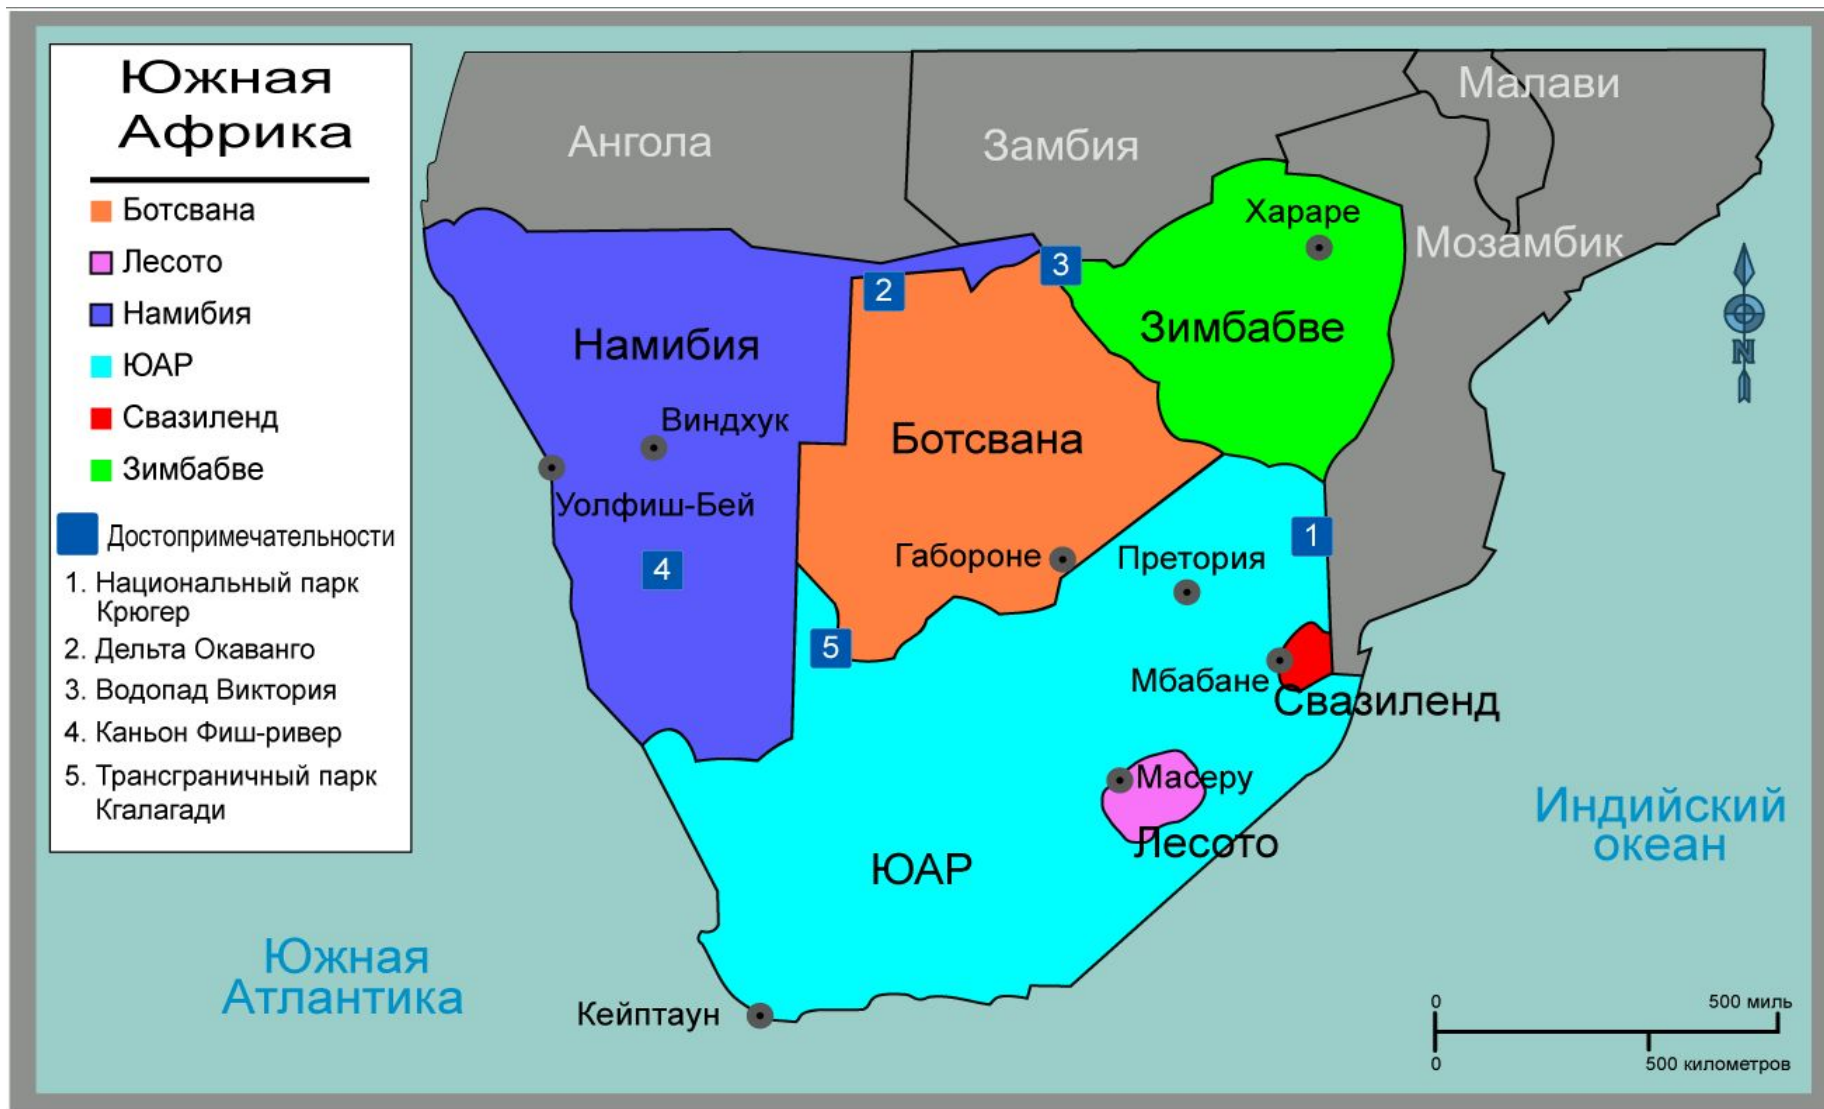 Южная
Африка
Ботсвана
Лесото
Намибия
ЮАР
Свазиленд
Зимбабве
Достопримечательности
1. Национальный парк
Крюгер
2. Дельта Окаванго
3. Водопад Виктория
4. Каньон Фиш-ривер
5. Трансграничный парк
Кгалагади
Ангола
Замбия
Малави
Мозамбик
Хараре
3
2
Зимбабве
Намибия
N
Виндхук
Ботсвана
Уолфиш-Бей
1
Габороне
Претория
4
5
Мбабане
Свазиленд
Масеру
Лесото
ЮАР
Индийский
океан
Южная
Атлантика
Кейптаун
0 500 миль
0 500 километров